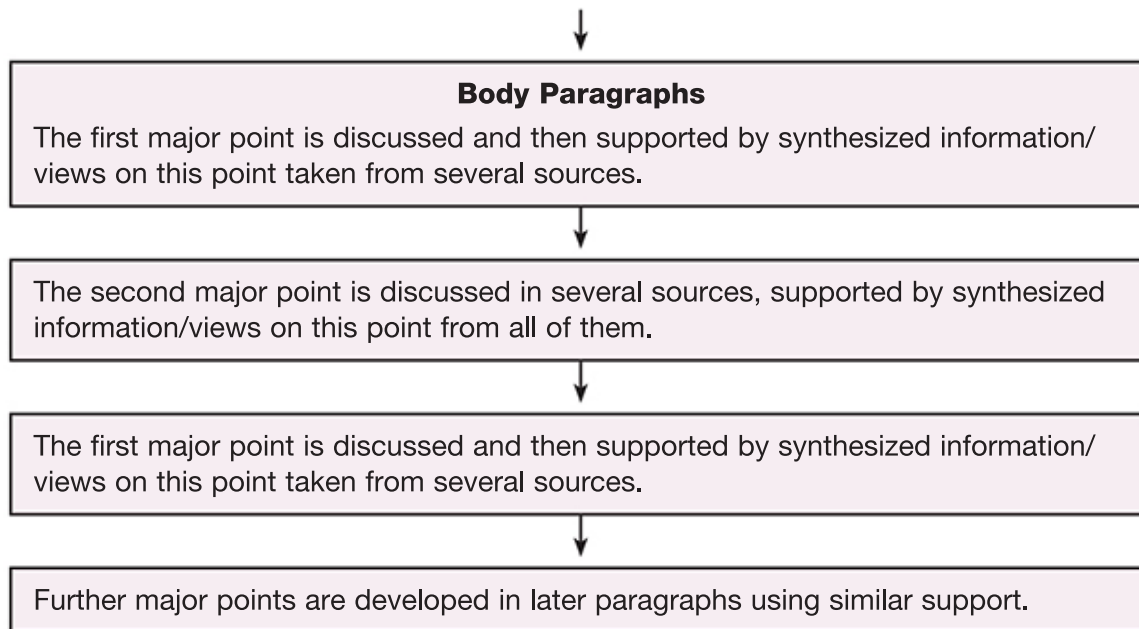 Body Paragraphs
The first major point is discussed and then supported by synthesized information/
views on this point taken from several sources.
The second major point is discussed in several sources, supported by synthesized
information/views on this point from all of them.
The first major point is discussed and then supported by synthesized information/
views on this point taken from several sources.
Further major points are developed in later paragraphs using similar support.